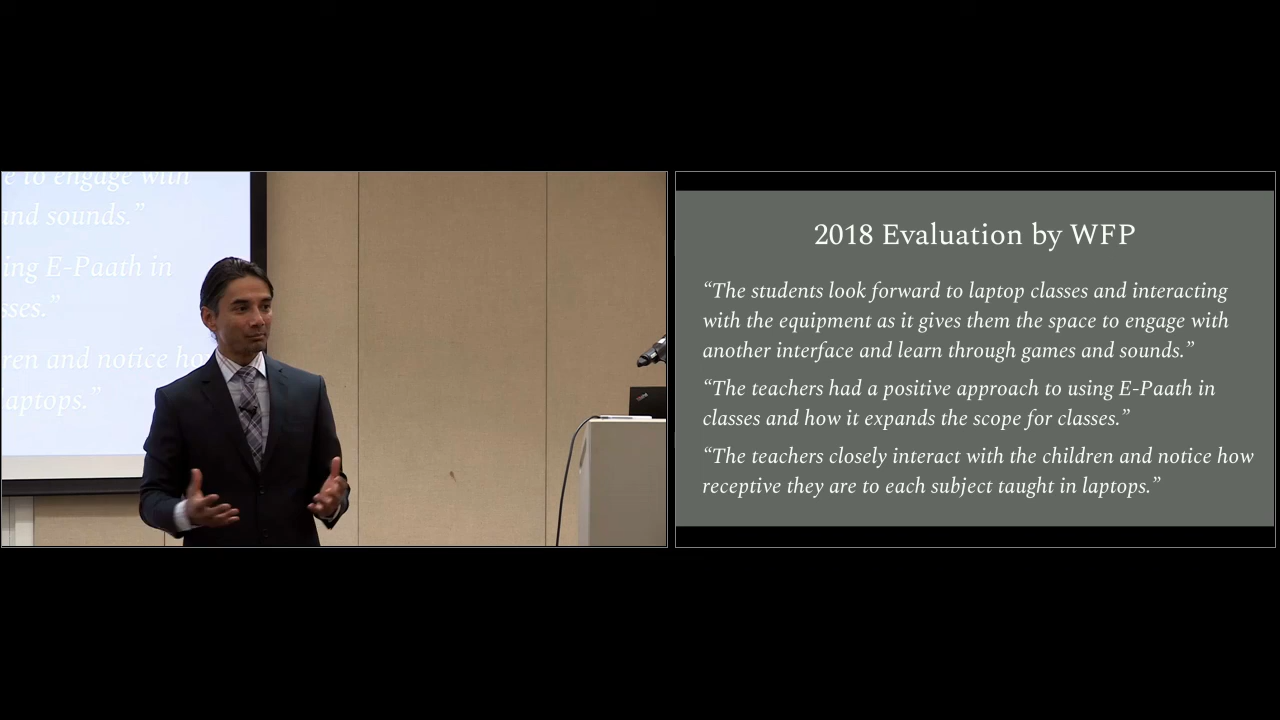 e to engage with
and sounds.”
ing E-Paath in
sses.”
ren and notice ho
aptops.”
2018 Evaluation by WFP
“The students look forward to laptop classes and interacting
with the equipment as it gives them the space to engage with
another interface and learn through games and sounds.”
“The teachers had a positive approach to using E-Paath in
classes and how it expands the scope for classes.”
“The teachers closely interact with the children and notice how
receptive they are to each subject taught in laptops.”